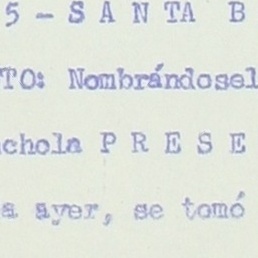 5 – S A N T A B
TO: Nombrándosel
chola P R E S E
a ayer, se tomó